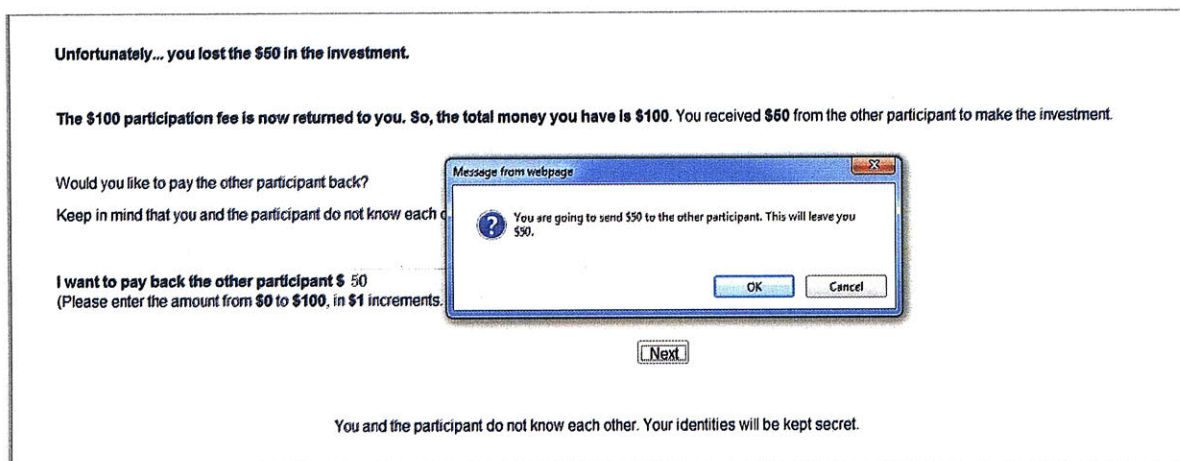 Unfortunately... you lost the $50 in the investment.
The $100 participation fee is now returned to you. So, the total money you have is $100. You received $50 from the other participant to make the investment.
Would you like to pay the other participant back?
Keep in mind that you and the participant do not know each
Message from webpage
You are going to send $50 to the other participant. This will leave you
$50.
OK
Cancel
I want to pay back the other participant $ 50
(Please enter the amount from $0 to $100, in $1 increments.
Next
You and the participant do not know each other. Your identities will be kept secret.